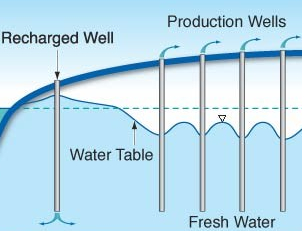 Production Wells
Recharged Well
Water Table
Fresh Water